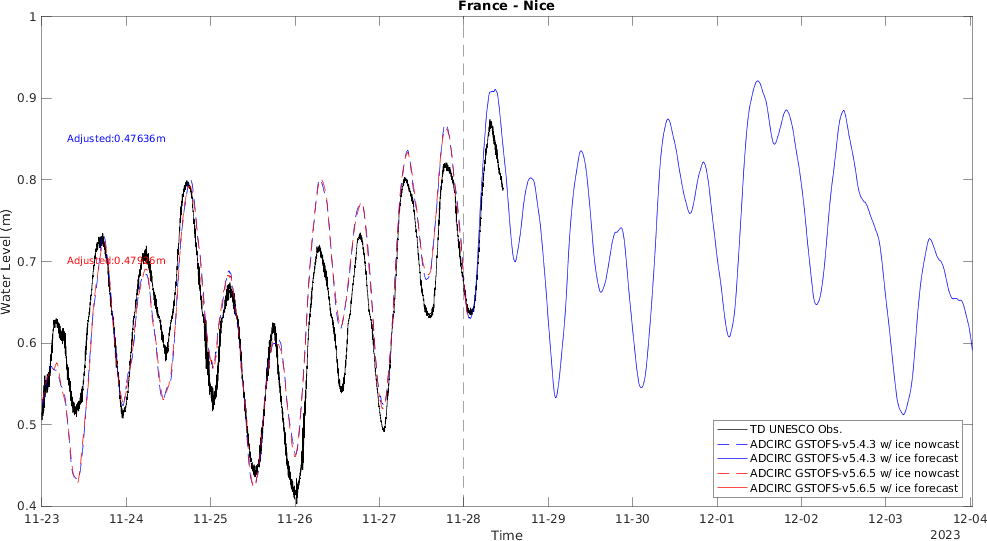 France - Nice
1
0.9
0.8
0.7
0.6
0.5
0.4
Water Level (m)
Adjusted:0.47636m
11-23
11-24
11-25
11-26
11-27
11-28
11-29
11-30
12-01
12-02
12-03
12-04
Time
2023
TD UNESCO Obs.
ADCIRC GSTOFS-v5.4.3 w/ ice nowcast
ADCIRC GSTOFS-v5.4.3 w/ ice forecast
ADCIRC GSTOFS-v5.6.5 w/ ice nowcast
ADCIRC GSTOFS-v5.6.5 w/ ice forecast